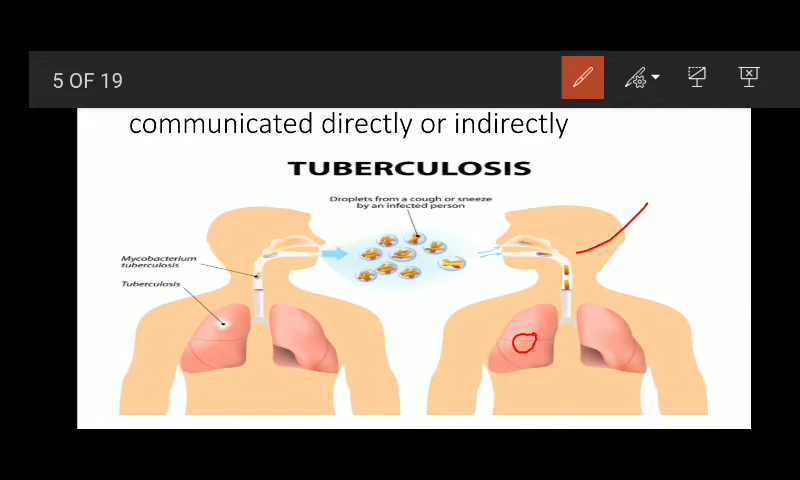 5 OF 19
communicated directly or indirectly
TUBERCULOSIS
Droplets from a cough or sneeze
by an infected person
Mycobacterium
tuberculosis
Tuberculosis